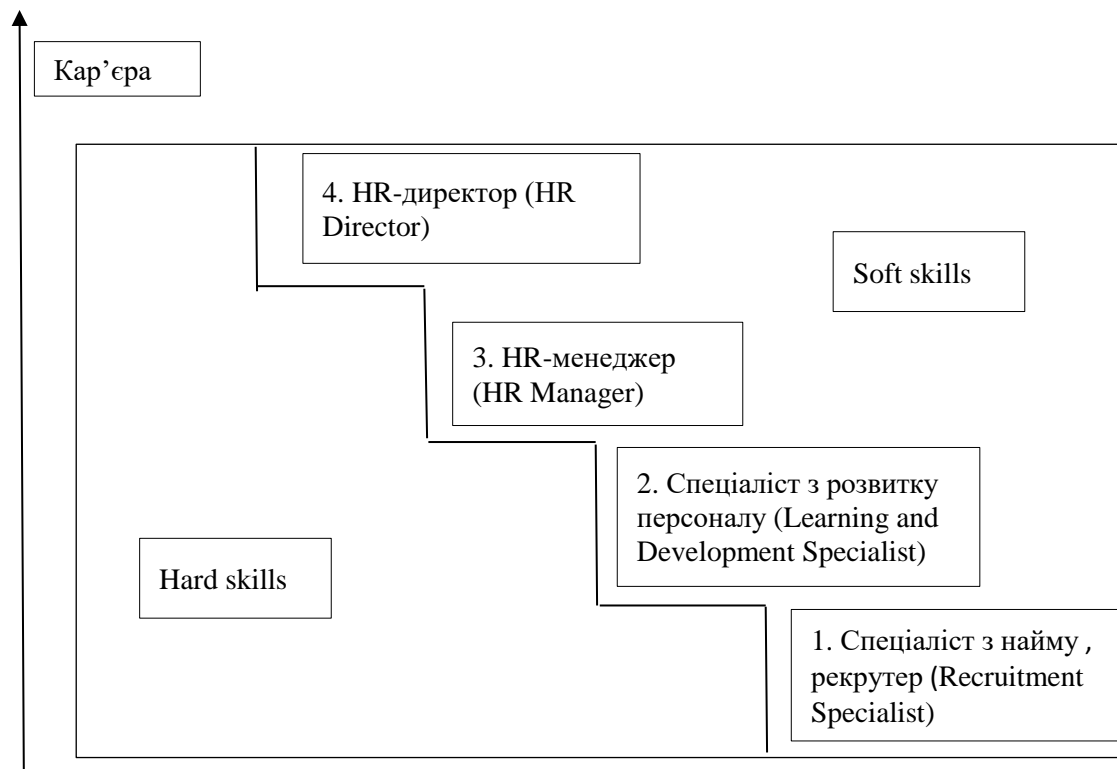 Кар’єра
4. HR-директор (HR
Director)
Soft skills
3. HR-менеджер
(HR Manager)
2. Спеціаліст з розвитку
персоналу (Learning and
Development Specialist)
Hard skills
1. Спеціаліст з найму ,
рекрутер (Recruitment
Specialist)